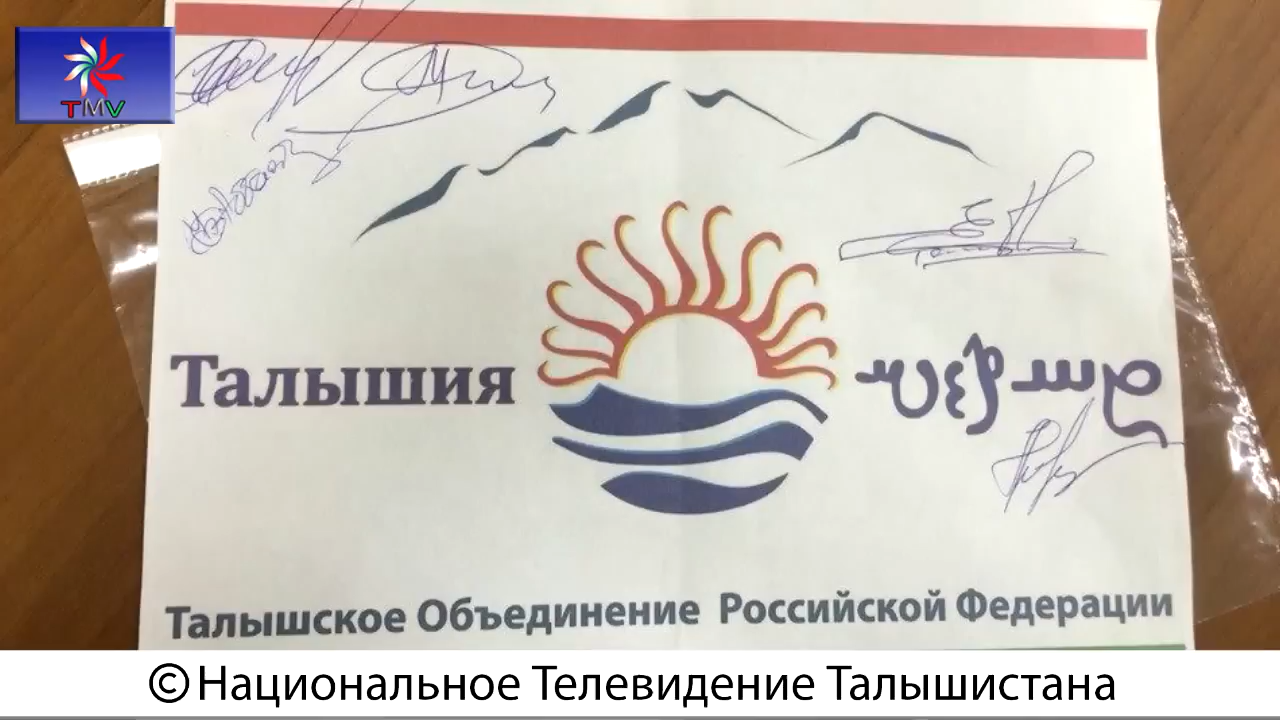 TMV
Талышия
Талышское Объединение Российской Федерации
©Национальное Телевидение Талышистана